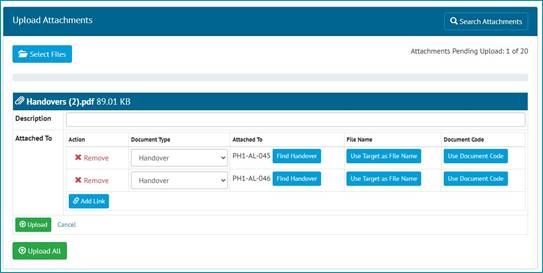 Upload Attachments
Search Attachments
Select Files
Attachments Pending Upload: 1 of 20
Handovers (2).pdf 89.01 KB
Description
Attached To
Action Document Type Attached To File Name Document Code
Remove Handover PH1-AL-045 Find Handover Use Target as File Name Use Document Code
Remove Handover PH1-AL-046 Find Handover Use Target as File Name Use Document Code
Add Link
Upload Cancel
Upload All